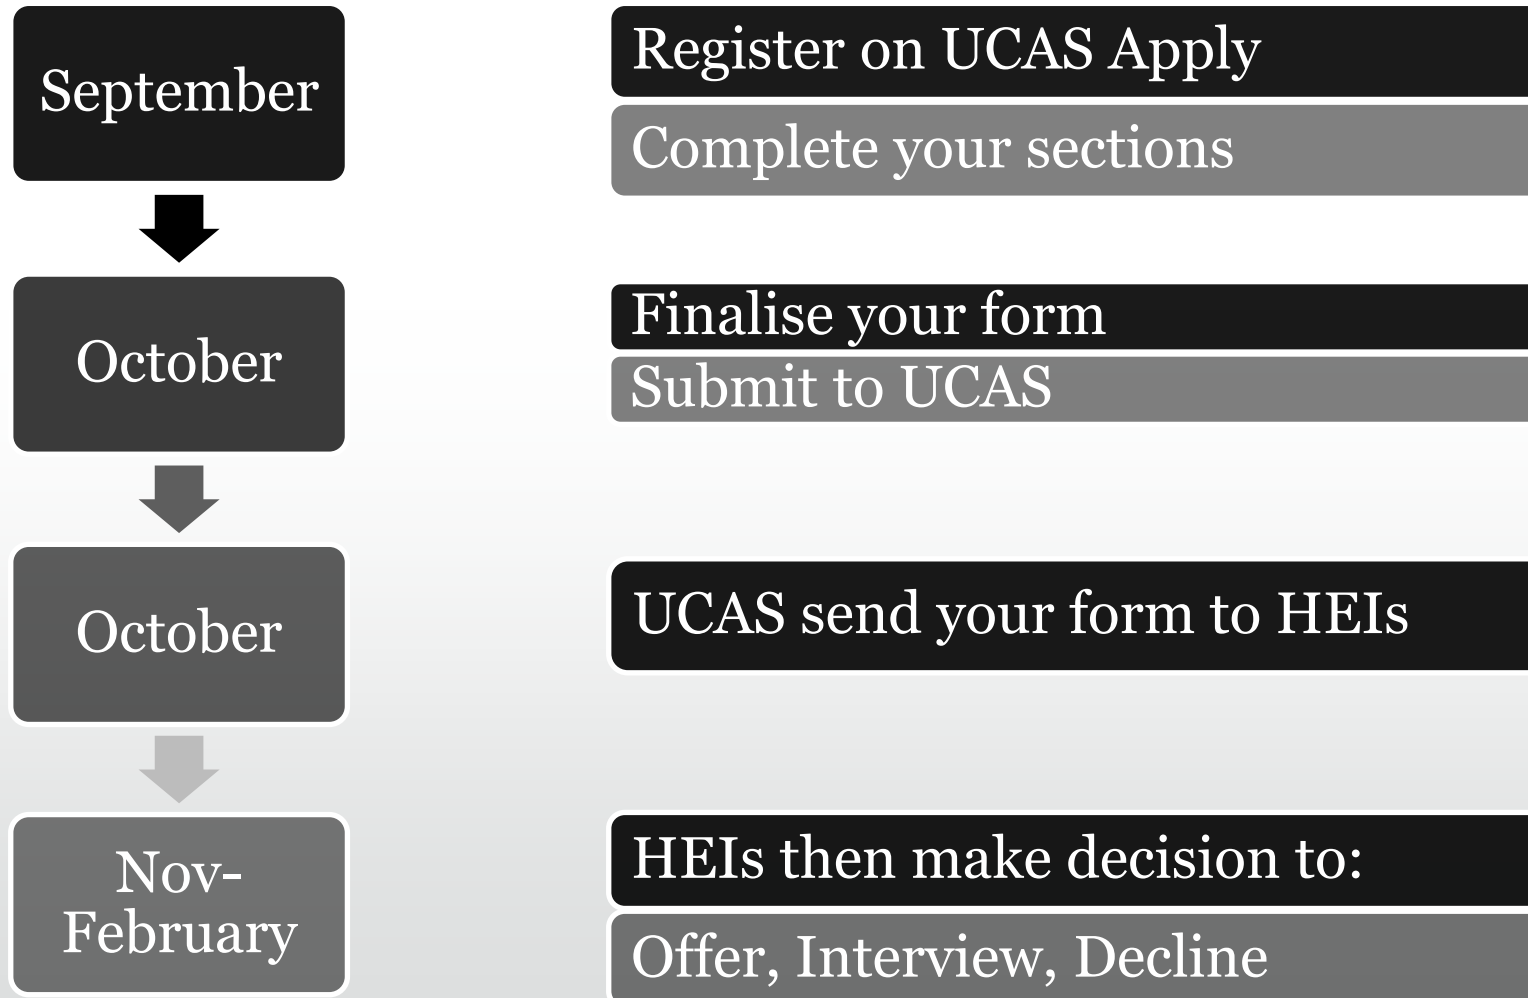 September
Register on UCAS Apply
Complete your sections
October
Finalise your form
Submit to UCAS
October
UCAS send your form to HEIs
Nov-
February
HEIs then make decision to:
Offer, Interview, Decline